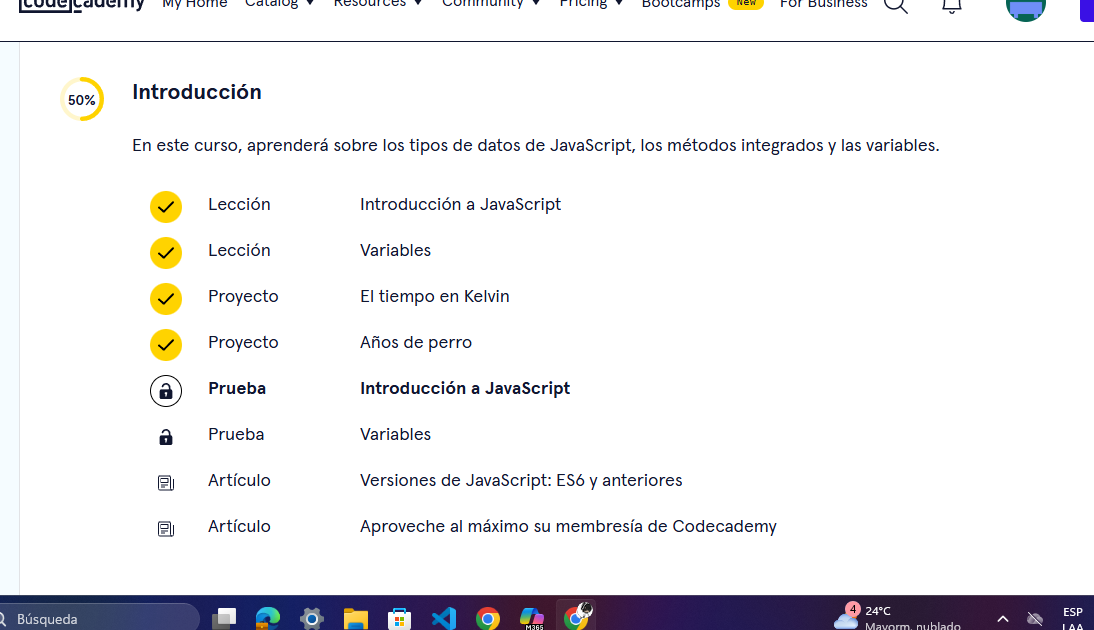 codecademy
My Home Catalog Resources Community Pricing Bootcamps New For Business
50% Introducción
En este curso, aprenderá sobre los tipos de datos de JavaScript, los métodos integrados y las variables.
Lección Introducción a JavaScript
Lección Variables
Proyecto El tiempo en Kelvin
Proyecto Años de perro
Prueba Introducción a JavaScript
Prueba Variables
Artículo Versiones de JavaScript: ES6 y anteriores
Artículo Aproveche al máximo su membresía de Codecademy
Búsqueda
M365
4
24°C
Mayorm. nublado
ESP
LAA